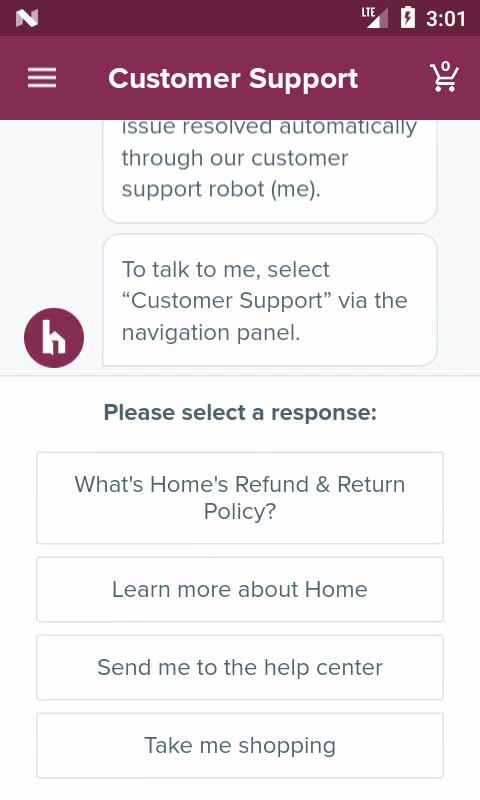 LTE
3:01
Customer Support
0
issue resolved automatically
through our customer
support robot (me).
To talk to me, select
“Customer Support” via the
navigation panel.
h
Please select a response:
What's Home's Refund & Return
Policy?
Learn more about Home
Send me to the help center
Take me shopping